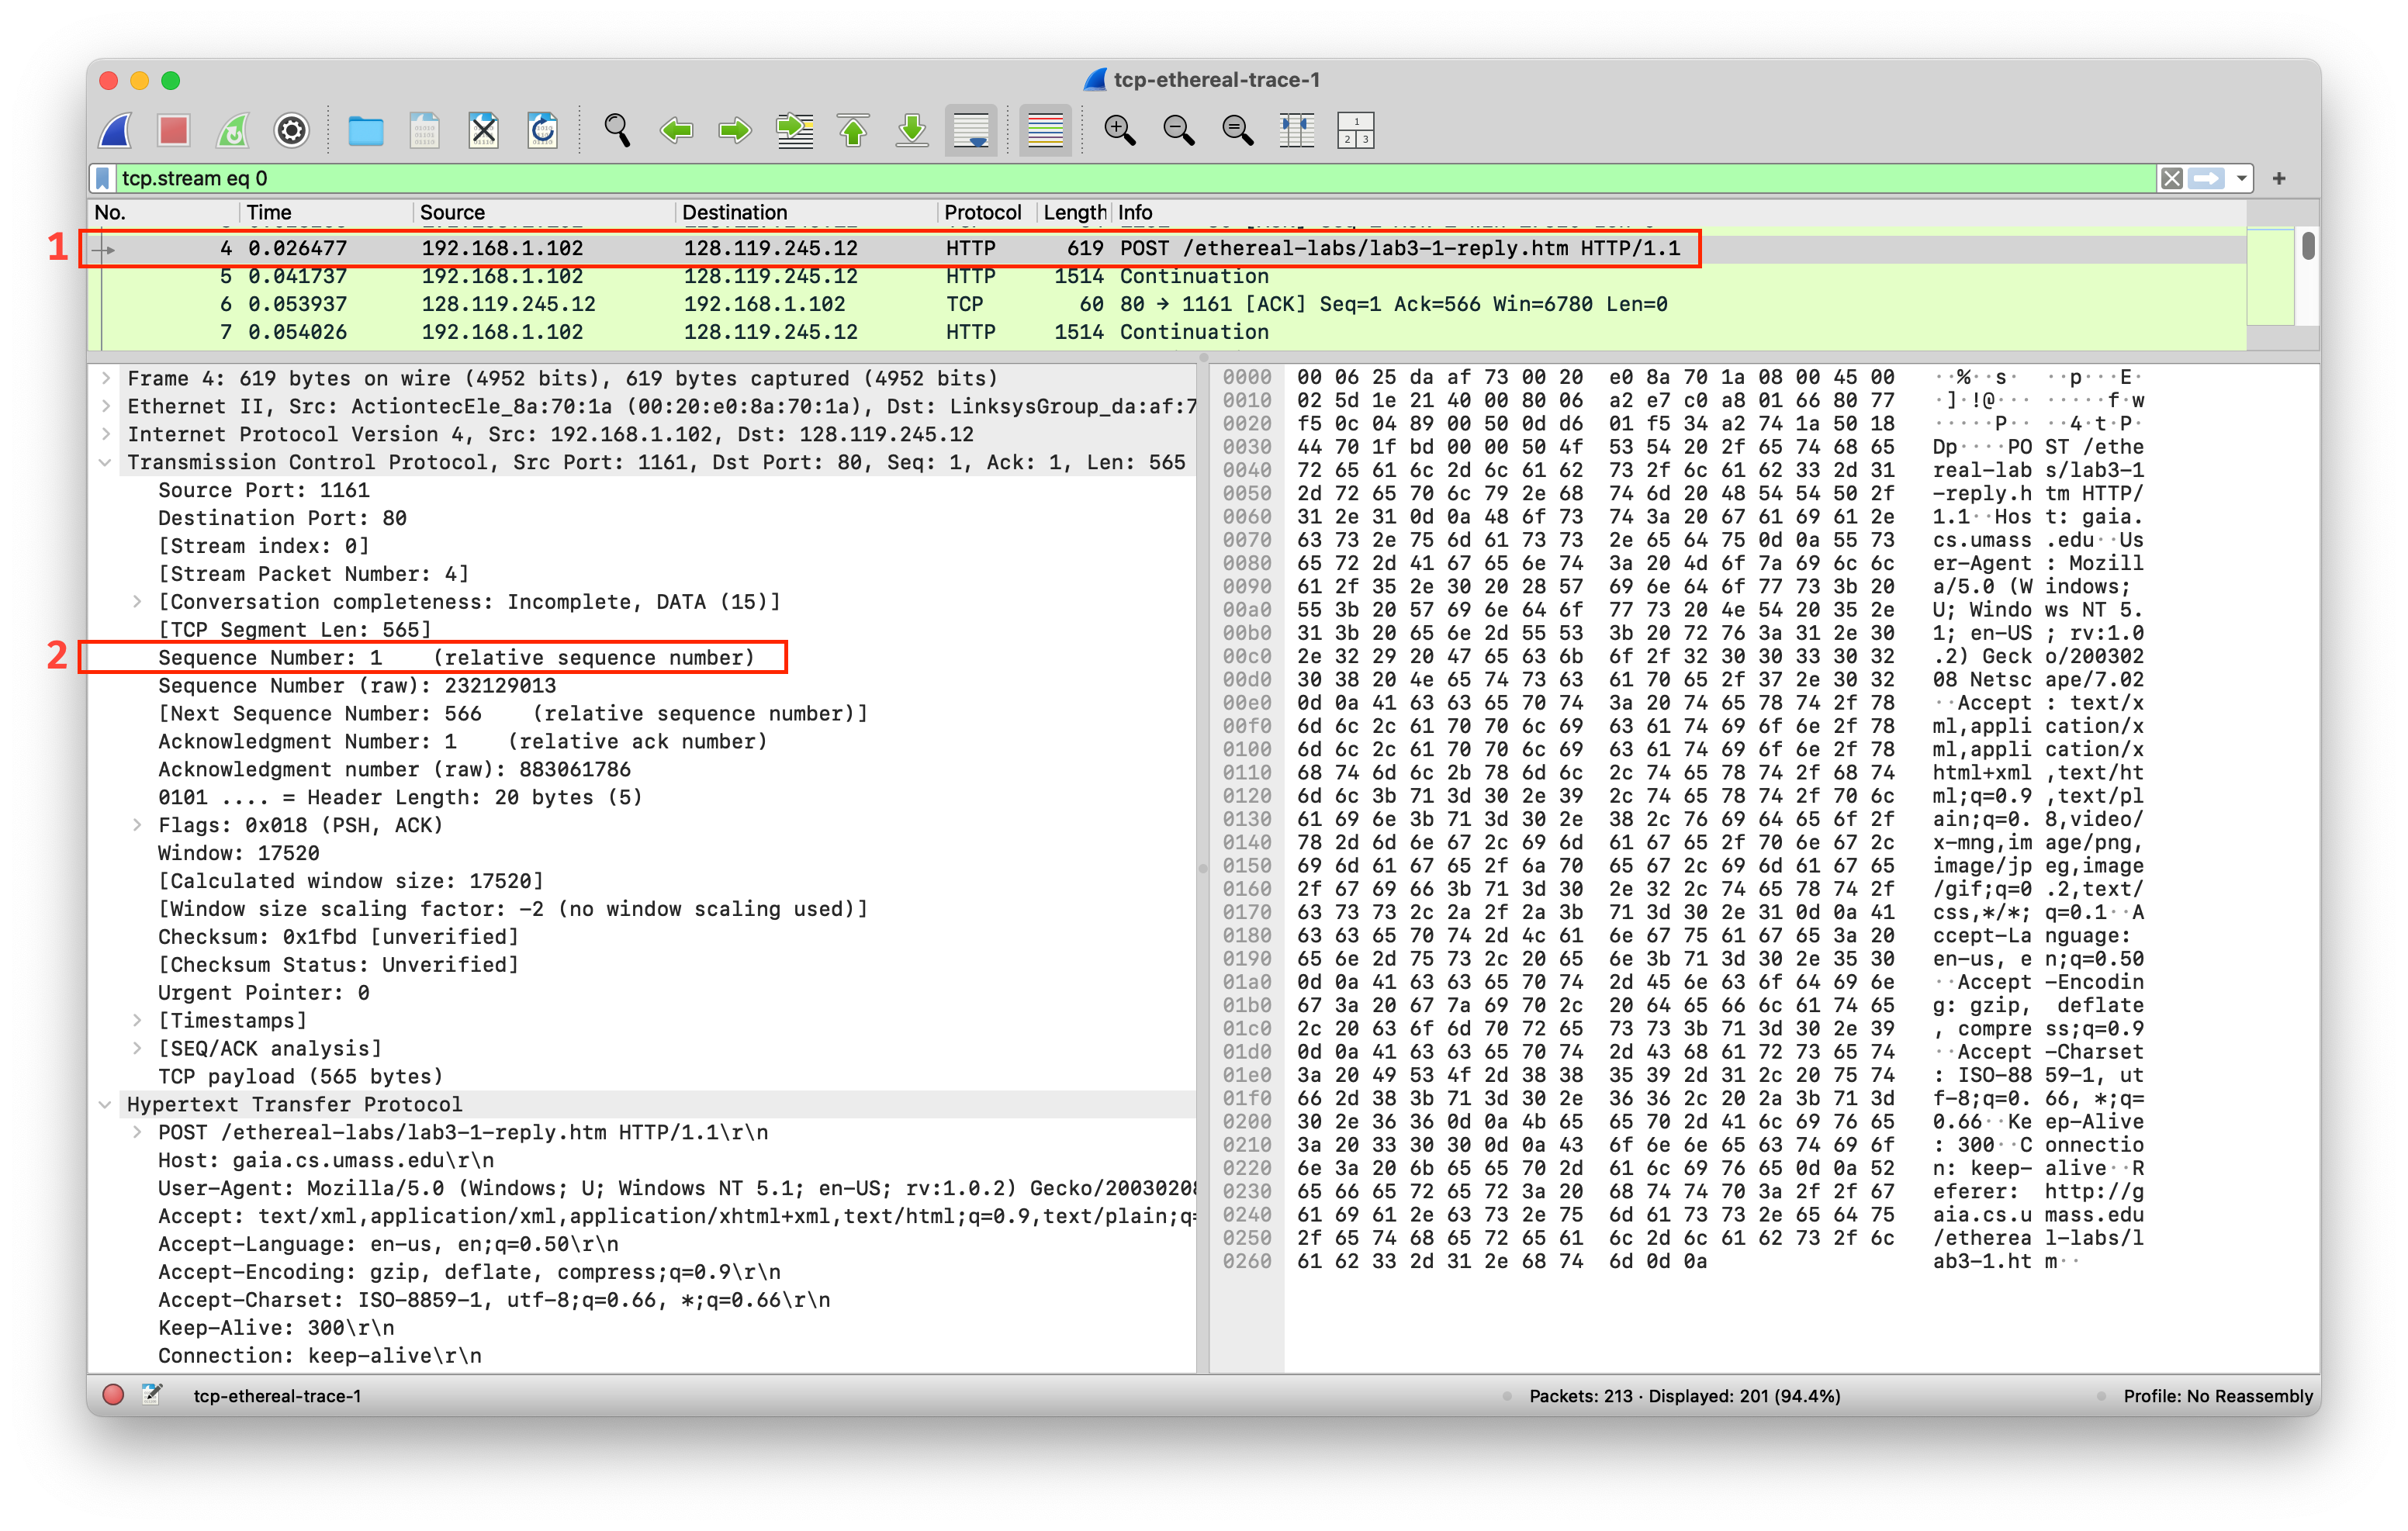 tcp-ethereal-trace-1
tcp.stream eq 0
No. Time Source Destination Protocol Length Info
1
4 0.026477 192.168.1.102 128.119.245.12 HTTP 619 POST /ethereal-labs/lab3-1-reply.htm HTTP/1.1
5 0.041737 192.168.1.102 128.119.245.12 HTTP 1514 Continuation
6 0.053937 128.119.245.12 192.168.1.102 TCP 60 80 → 1161 [ACK] Seq=1 Ack=566 Win=6780 Len=0
7 0.054026 192.168.1.102 128.119.245.12 HTTP 1514 Continuation
Frame 4: 619 bytes on wire (4952 bits), 619 bytes captured (4952 bits)
Ethernet II, Src: ActiontecEle_8a:70:1a (00:20:e0:8a:70:1a), Dst: LinksysGroup_da:af:7
Internet Protocol Version 4, Src: 192.168.1.102, Dst: 128.119.245.12
Transmission Control Protocol, Src Port: 1161, Dst Port: 80, Seq: 1, Ack: 1, Len: 565
Source Port: 1161
Destination Port: 80
[Stream index: 0]
[Stream Packet Number: 4]
[Conversation completeness: Incomplete, DATA (15)]
[TCP Segment Len: 565]
2
Sequence Number: 1 (relative sequence number)
Sequence Number (raw): 232129013
[Next Sequence Number: 566 (relative sequence number)]
Acknowledgment Number: 1 (relative ack number)
Acknowledgment number (raw): 883061786
0101 .... = Header Length: 20 bytes (5)
Flags: 0x018 (PSH, ACK)
Window: 17520
[Calculated window size: 17520]
[Window size scaling factor: -2 (no window scaling used)]
Checksum: 0x1fbd [unverified]
[Checksum Status: Unverified]
Urgent Pointer: 0
[Timestamps]
[SEQ/ACK analysis]
TCP payload (565 bytes)
Hypertext Transfer Protocol
POST /ethereal-labs/lab3-1-reply.htm HTTP/1.1\r\n
Host: gaia.cs.umass.edu\r\n
User-Agent: Mozilla/5.0 (Windows; U; Windows NT 5.1; en-US; rv:1.0.2) Gecko/20030208
Accept: text/xml,application/xml,application/xhtml+xml,text/html;q=0.9,text/plain;q=
Accept-Language: en-us, en;q=0.50\r\n
Accept-Encoding: gzip, deflate, compress;q=0.9\r\n
Accept-Charset: ISO-8859-1, utf-8;q=0.66, *;q=0.66\r\n
Keep-Alive: 300\r\n
Connection: keep-alive\r\n
0000 00 06 25 da af 73 00 20 e0 8a 70 1a 08 00 45 00 ··%··s· ··p···E·
0010 02 5d 1e 21 40 00 80 06 a2 e7 c0 a8 01 66 80 77 ·]·!@··· ·····f·w
0020 f5 0c 04 89 00 50 0d d6 01 f5 34 a2 74 1a 50 18 ·····P·· ··4·t·P·
0030 44 70 1f bd 00 00 50 4f 53 54 20 2f 65 74 68 65 Dp····PO ST /ethe
0040 72 65 61 6c 2d 6c 61 62 73 2f 6c 61 62 33 2d 31 real-lab s/lab3-1
0050 2d 72 65 70 6c 79 2e 68 74 6d 20 48 54 54 50 2f -reply.h tm HTTP/
0060 31 2e 31 0d 0a 48 6f 73 74 3a 20 67 61 69 61 2e 1.1··Hos t: gaia.
0070 63 73 2e 75 6d 61 73 73 2e 65 64 75 0d 0a 55 73 cs.umass .edu··Us
0080 65 72 2d 41 67 65 6e 74 3a 20 4d 6f 7a 69 6c 6c er-Agent : Mozill
0090 61 2f 35 2e 30 20 28 57 69 6e 64 6f 77 73 3b 20 a/5.0 (W indows; 
00a0 55 3b 20 57 69 6e 64 6f 77 73 20 4e 54 20 35 2e U; Windo ws NT 5.
00b0 31 3b 20 65 6e 2d 55 53 3b 20 72 76 3a 31 2e 30 1; en-US ; rv:1.0
00c0 2e 32 29 20 47 65 63 6b 6f 2f 32 30 30 33 30 32 .2) Geck o/200302
00d0 30 38 20 4e 65 74 73 63 61 70 65 2f 37 2e 30 32 08 Netsc ape/7.02
00e0 0d 0a 41 63 63 65 70 74 3a 20 74 65 78 74 2f 78 ··Accept : text/x
00f0 6d 6c 2c 61 70 70 6c 69 63 61 74 69 6f 6e 2f 78 ml,appli cation/x
0100 6d 6c 2c 61 70 70 6c 69 63 61 74 69 6f 6e 2f 78 ml,appli cation/x
0110 68 74 6d 6c 2b 78 6d 6c 2c 74 65 78 74 2f 68 74 html+xml ,text/ht
0120 6d 6c 3b 71 3d 30 2e 39 2c 74 65 78 74 2f 70 6c ml;q=0.9 ,text/pl
0130 61 69 6e 3b 71 3d 30 2e 38 2c 76 69 64 65 6f 2f ain;q=0. 8,video/
0140 78 2d 6d 6e 67 2c 69 6d 61 67 65 2f 70 6e 67 2c x-mng,im age/png,
0150 69 6d 61 67 65 2f 6a 70 65 67 2c 69 6d 61 67 65 image/jp eg,image
0160 2f 67 69 66 3b 71 3d 30 2e 32 2c 74 65 78 74 2f /gif;q=0 .2,text/
0170 63 73 73 2c 2a 2f 2a 3b 71 3d 30 2e 31 0d 0a 41 css,*/*; q=0.1··A
0180 63 63 65 70 74 2d 4c 61 6e 67 75 61 67 65 3a 20 ccept-La nguage: 
0190 65 6e 2d 75 73 2c 20 65 6e 3b 71 3d 30 2e 35 30 en-us, e n;q=0.50
01a0 0d 0a 41 63 63 65 70 74 2d 45 6e 63 6f 64 69 6e ··Accept -Encodin
01b0 67 3a 20 67 7a 69 70 2c 20 64 65 66 6c 61 74 65 g: gzip, deflate
01c0 2c 20 63 6f 6d 70 72 65 73 73 3b 71 3d 30 2e 39 , compre ss;q=0.9
01d0 0d 0a 41 63 63 65 70 74 2d 43 68 61 72 73 65 74 ··Accept -Charset
01e0 3a 20 49 53 4f 2d 38 38 35 39 2d 31 2c 20 75 74 : ISO-88 59-1, ut
01f0 66 2d 38 3b 71 3d 30 2e 36 36 2c 20 2a 3b 71 3d f-8;q=0. 66, *;q=
0200 30 2e 36 36 0d 0a 4b 65 65 70 2d 41 6c 69 76 65 0.66··Ke ep-Alive
0210 3a 20 33 30 30 0d 0a 43 6f 6e 6e 65 63 74 69 6f : 300··C onnectio
0220 6e 3a 20 6b 65 65 70 2d 61 6c 69 76 65 0d 0a 52 n: keep- alive··R
0230 65 66 65 72 65 72 3a 20 68 74 74 70 3a 2f 2f 67 eferer: http://g
0240 61 69 61 2e 63 73 2e 75 6d 61 73 73 2e 65 64 75 aia.cs.u mass.edu
0250 2f 65 74 68 65 72 65 61 6c 2d 6c 61 62 73 2f 6c /etherea l-labs/l
0260 61 62 33 2d 31 2e 68 74 6d 0d 0a ab3-1.ht m··
tcp-ethereal-trace-1 Packets: 213 · Displayed: 201 (94.4%) Profile: No Reassembly